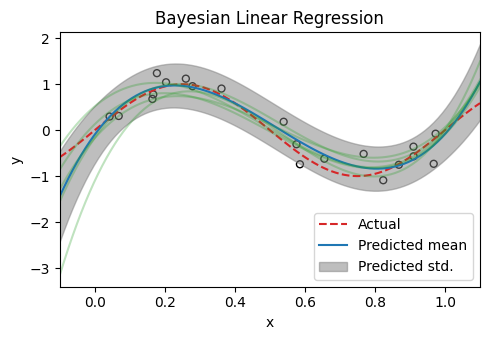 Bayesian Linear Regression
2
1
0
−1
−2
−3
y
0.0 0.2 0.4 0.6 0.8 1.0
x
Actual
Predicted mean
Predicted std.